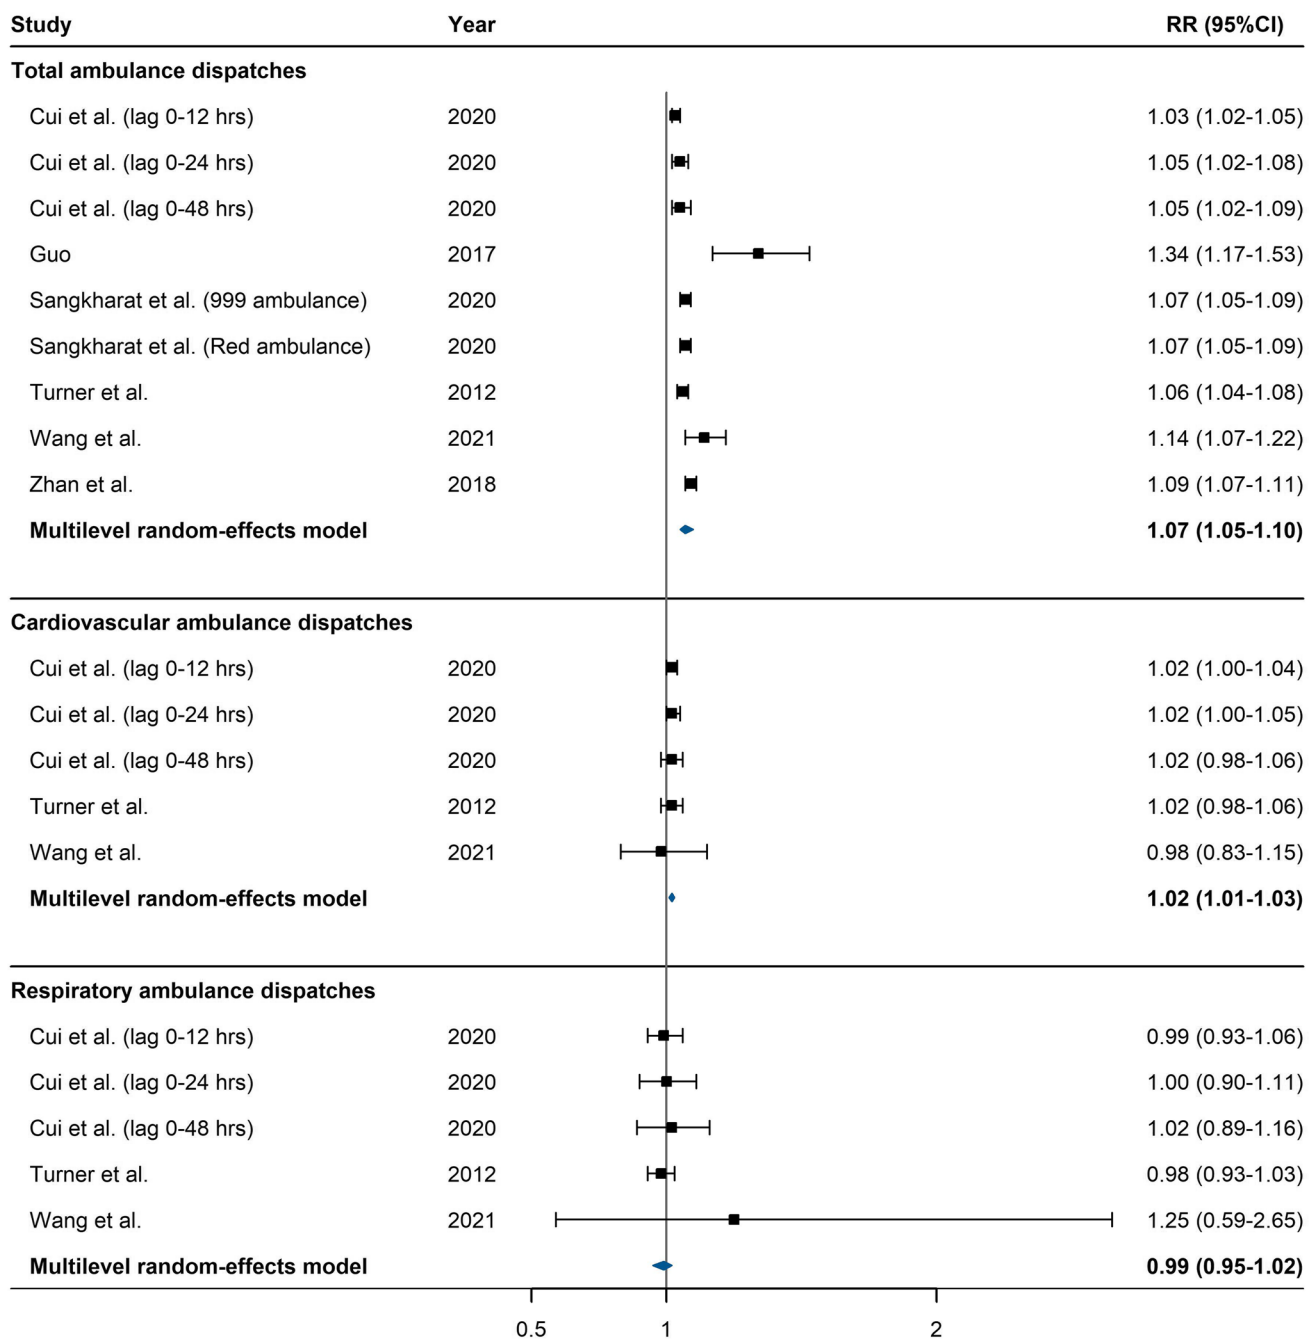 Study Year RR (95%CI)
Total ambulance dispatches
Cui et al. (lag 0-12 hrs) 2020 1.03 (1.02-1.05)
Cui et al. (lag 0-24 hrs) 2020 1.05 (1.02-1.08)
Cui et al. (lag 0-48 hrs) 2020 1.05 (1.02-1.09)
Guo 2017 1.34 (1.17-1.53)
Sangkharat et al. (999 ambulance) 2020 1.07 (1.05-1.09)
Sangkharat et al. (Red ambulance) 2020 1.07 (1.05-1.09)
Turner et al. 2012 1.06 (1.04-1.08)
Wang et al. 2021 1.14 (1.07-1.22)
Zhan et al. 2018 1.09 (1.07-1.11)
Multilevel random-effects model 1.07 (1.05-1.10)
Cardiovascular ambulance dispatches
Cui et al. (lag 0-12 hrs) 2020 1.02 (1.00-1.04)
Cui et al. (lag 0-24 hrs) 2020 1.02 (1.00-1.05)
Cui et al. (lag 0-48 hrs) 2020 1.02 (0.98-1.06)
Turner et al. 2012 1.02 (0.98-1.06)
Wang et al. 2021 0.98 (0.83-1.15)
Multilevel random-effects model 1.02 (1.01-1.03)
Respiratory ambulance dispatches
Cui et al. (lag 0-12 hrs) 2020 0.99 (0.93-1.06)
Cui et al. (lag 0-24 hrs) 2020 1.00 (0.90-1.11)
Cui et al. (lag 0-48 hrs) 2020 1.02 (0.89-1.16)
Turner et al. 2012 0.98 (0.93-1.03)
Wang et al. 2021 1.25 (0.59-2.65)
Multilevel random-effects model 0.99 (0.95-1.02)
0.5 1 2